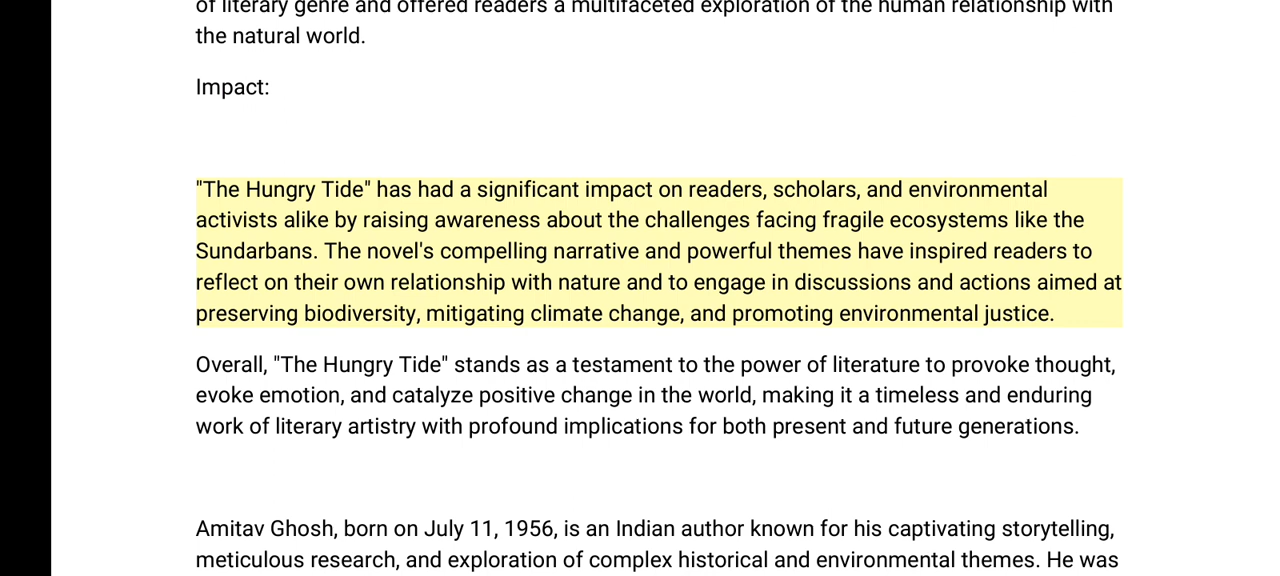 of literary genre and offered readers a multifaceted exploration of the human relationship with
the natural world.
Impact:
"The Hungry Tide" has had a significant impact on readers, scholars, and environmental
activists alike by raising awareness about the challenges facing fragile ecosystems like the
Sundarbans. The novel's compelling narrative and powerful themes have inspired readers to
reflect on their own relationship with nature and to engage in discussions and actions aimed at
preserving biodiversity, mitigating climate change, and promoting environmental justice.
Overall, "The Hungry Tide" stands as a testament to the power of literature to provoke thought,
evoke emotion, and catalyze positive change in the world, making it a timeless and enduring
work of literary artistry with profound implications for both present and future generations.
Amitav Ghosh, born on July 11, 1956, is an Indian author known for his captivating storytelling,
meticulous research, and exploration of complex historical and environmental themes. He was